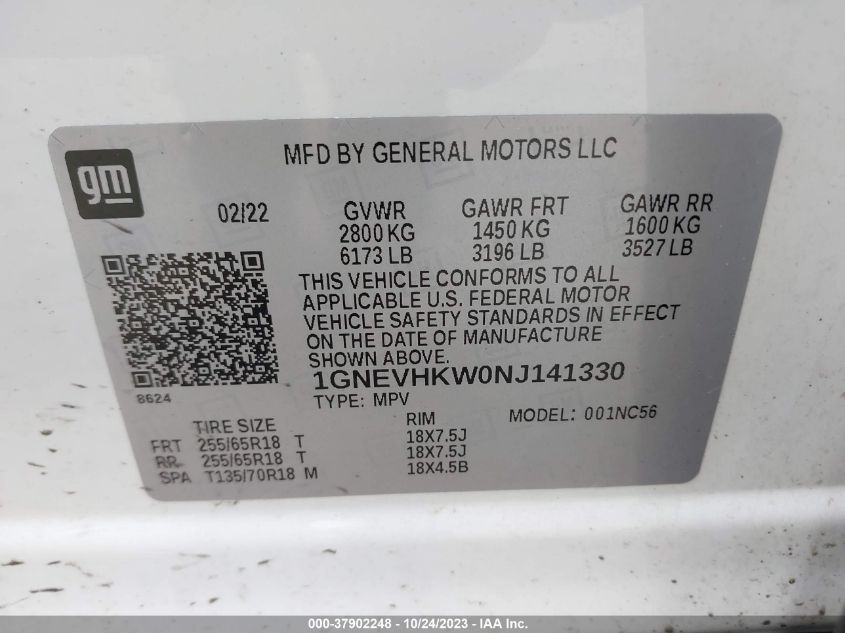 MFD BY GENERAL MOTORS LLC
gm
02/22
GVWR GAWR FRT GAWR RR
2800 KG 1450 KG 1600 KG
6173 LB 3196 LB 3527 LB
THIS VEHICLE CONFORMS TO ALL
APPLICABLE U.S. FEDERAL MOTOR
VEHICLE SAFETY STANDARDS IN EFFECT
ON THE DATE OF MANUFACTURE
SHOWN ABOVE.
8624
1GNEVHKW0NJ141330
TYPE: MPV
MODEL: 001NC56
TIRE SIZE RIM
FRT 255/65R18 T 18X7.5J
RR 255/65R18 T 18X7.5J
SPA T135/70R18 M 18X4.5B
000-37902248 - 10/24/2023 - IAA Inc.